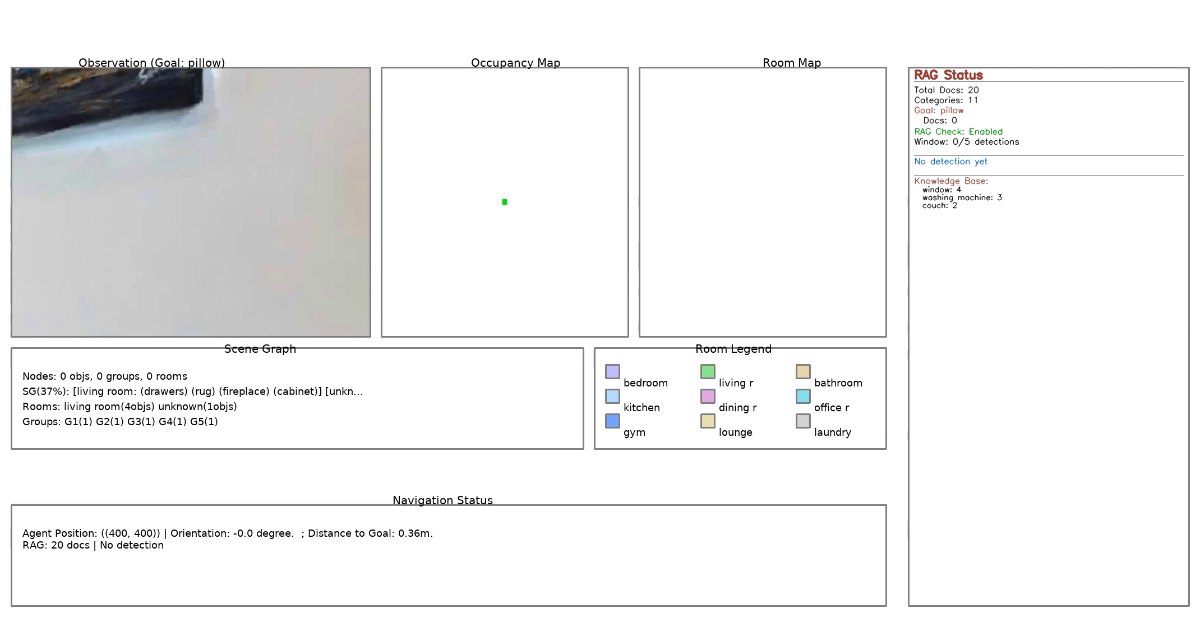 Observation (Goal: pillow)
Occupancy Map
Room Map
RAG Status
Total Docs: 20
Categories: 11
Goal: pillow
Docs: 0
RAG Check: Enabled
Window: 0/5 detections
No detection yet
Knowledge Base:
window: 4
washing machine: 3
couch: 2
Scene Graph
Nodes: 0 objs, 0 groups, 0 rooms
SG(37%): [living room: (drawers) (rug) (fireplace) (cabinet)] [unkn...
Rooms: living room(4objs) unknown(1objs)
Groups: G1(1) G2(1) G3(1) G4(1) G5(1)
Room Legend
bedroom living r bathroom
kitchen dining r office r
gym lounge laundry
Navigation Status
Agent Position: ((400, 400)) | Orientation: -0.0 degree.  ; Distance to Goal: 0.36m.
RAG: 20 docs | No detection